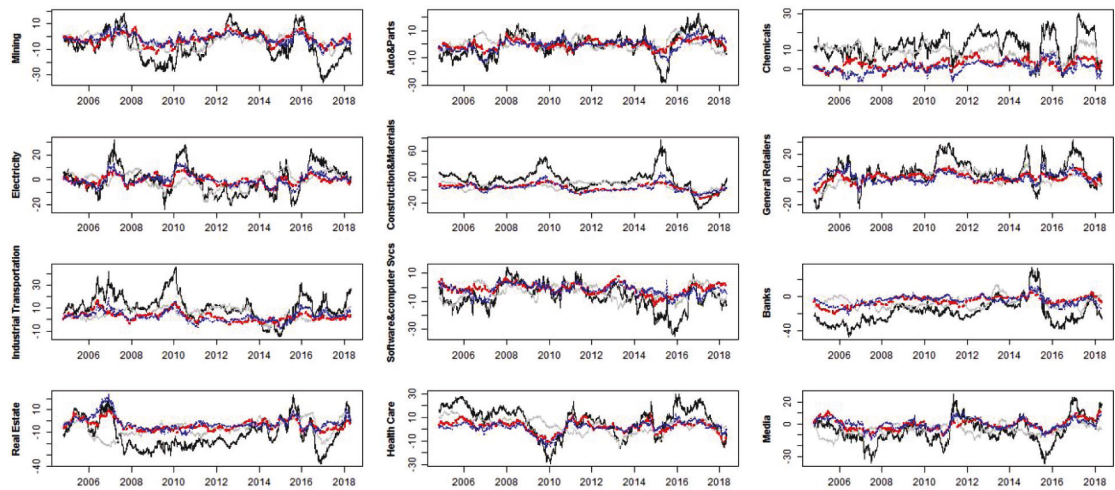 Mining
-30 -10 10
2006 2008 2010 2012 2014 2016 2018
Auto&Parts
-30 -10 10
2006 2008 2010 2012 2014 2016 2018
Chemicals
0 10 30
2006 2008 2010 2012 2014 2016 2018
Electricity
-20 0 20
2006 2008 2010 2012 2014 2016 2018
Construction&Materials
-20 20 60
2006 2008 2010 2012 2014 2016 2018
General Retailers
-20 0 20
2006 2008 2010 2012 2014 2016 2018
Industrial Transportation
-10 10 30
2006 2008 2010 2012 2014 2016 2018
Software&computer Svcs
-30 -10 10
2006 2008 2010 2012 2014 2016 2018
Banks
-40 0
2006 2008 2010 2012 2014 2016 2018
Real Estate
-40 -10 10
2006 2008 2010 2012 2014 2016 2018
Health Care
-30 -10 10 30
2006 2008 2010 2012 2014 2016 2018
Media
-30 0 20
2006 2008 2010 2012 2014 2016 2018